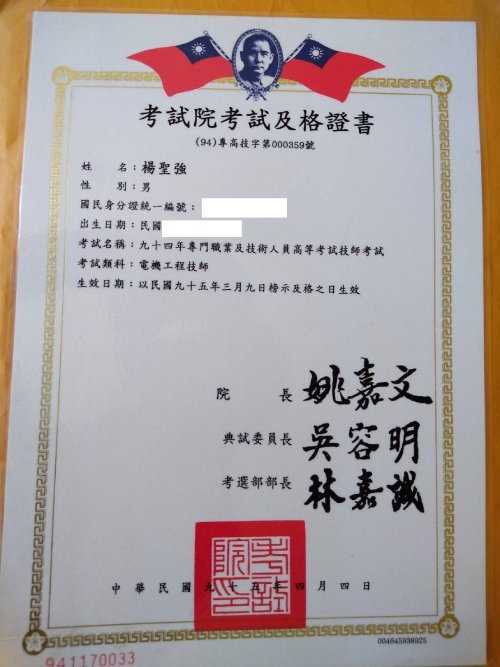 考試院考試及格證書
(94)專高技字第000359號
姓名：楊聖強
性別：男
國民身分證統一編號：
出生日期：民國
考試名稱：九十四年專門職業及技術人員高等考試技師考試
考試類科：電機工程技師
生效日期：以民國九十五年三月九日榜示及格之日生效
院長 姚嘉文
典試委員長 吳容明
考選部部長 林嘉誠
考試院印
中華民國九十五年四月四日
941170033
004645938925